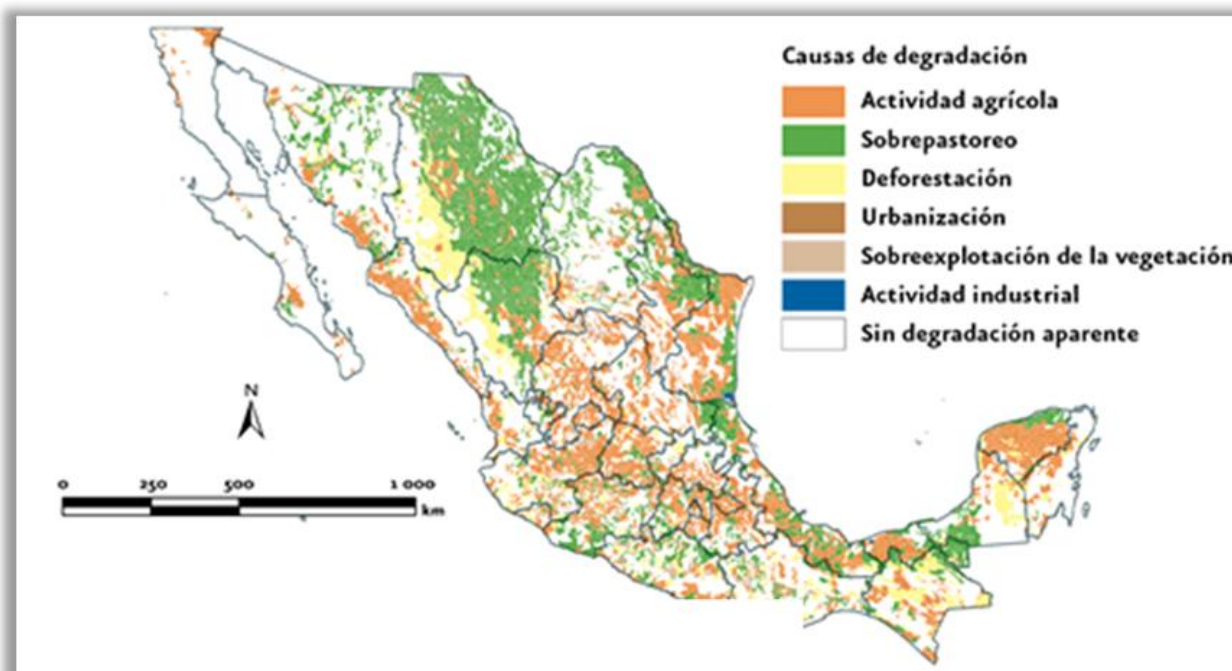 Causas de degradación
Actividad agrícola
Sobrepastoreo
Deforestación
Urbanización
Sobreexplotación de la vegetación
Actividad industrial
Sin degradación aparente
N
0 250 500 1 000
km